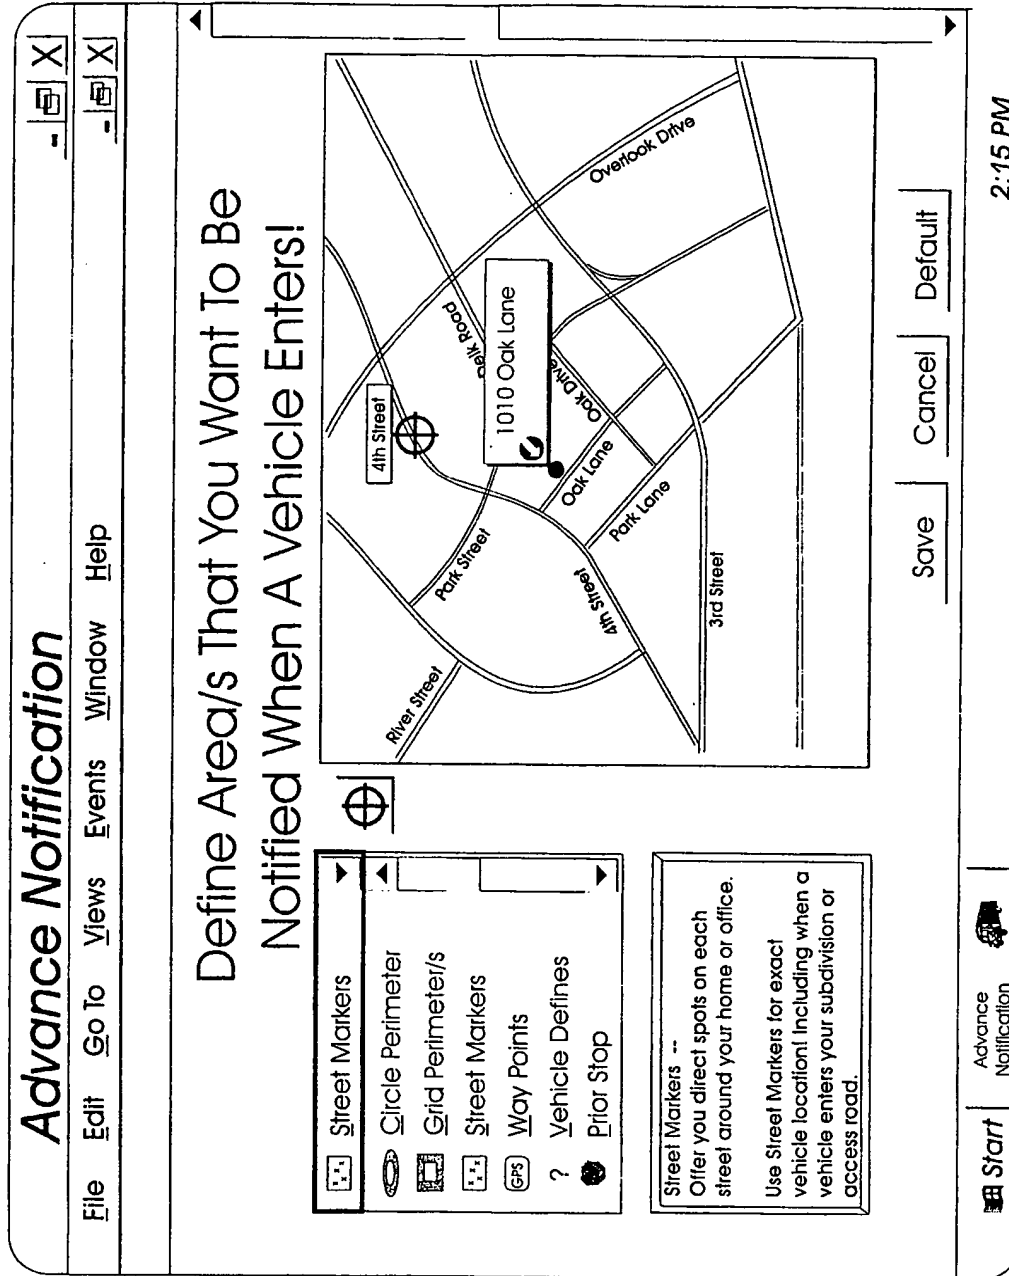 Advance Notification
File Edit Go To Views Events Window Help
Define Area/s That You Want To Be
Notified When A Vehicle Enters!
Street Markers
Circle Perimeter
Grid Perimeter/s
Street Markers
GPS Way Points
? Vehicle Defines
Prior Stop
Street Markers --
Offer you direct spots on each
street around your home or office.
Use Street Markers for exact
vehicle location! Including when a
vehicle enters your subdivision or
access road.
River Street
Park Street
4th Street
4th Street
Road
1010 Oak Lane
Oak Drive
Oak Lane
Park Lane
3rd Street
Overlook Drive
Save
Cancel
Default
Start
Advance
Notification
2:15 PM